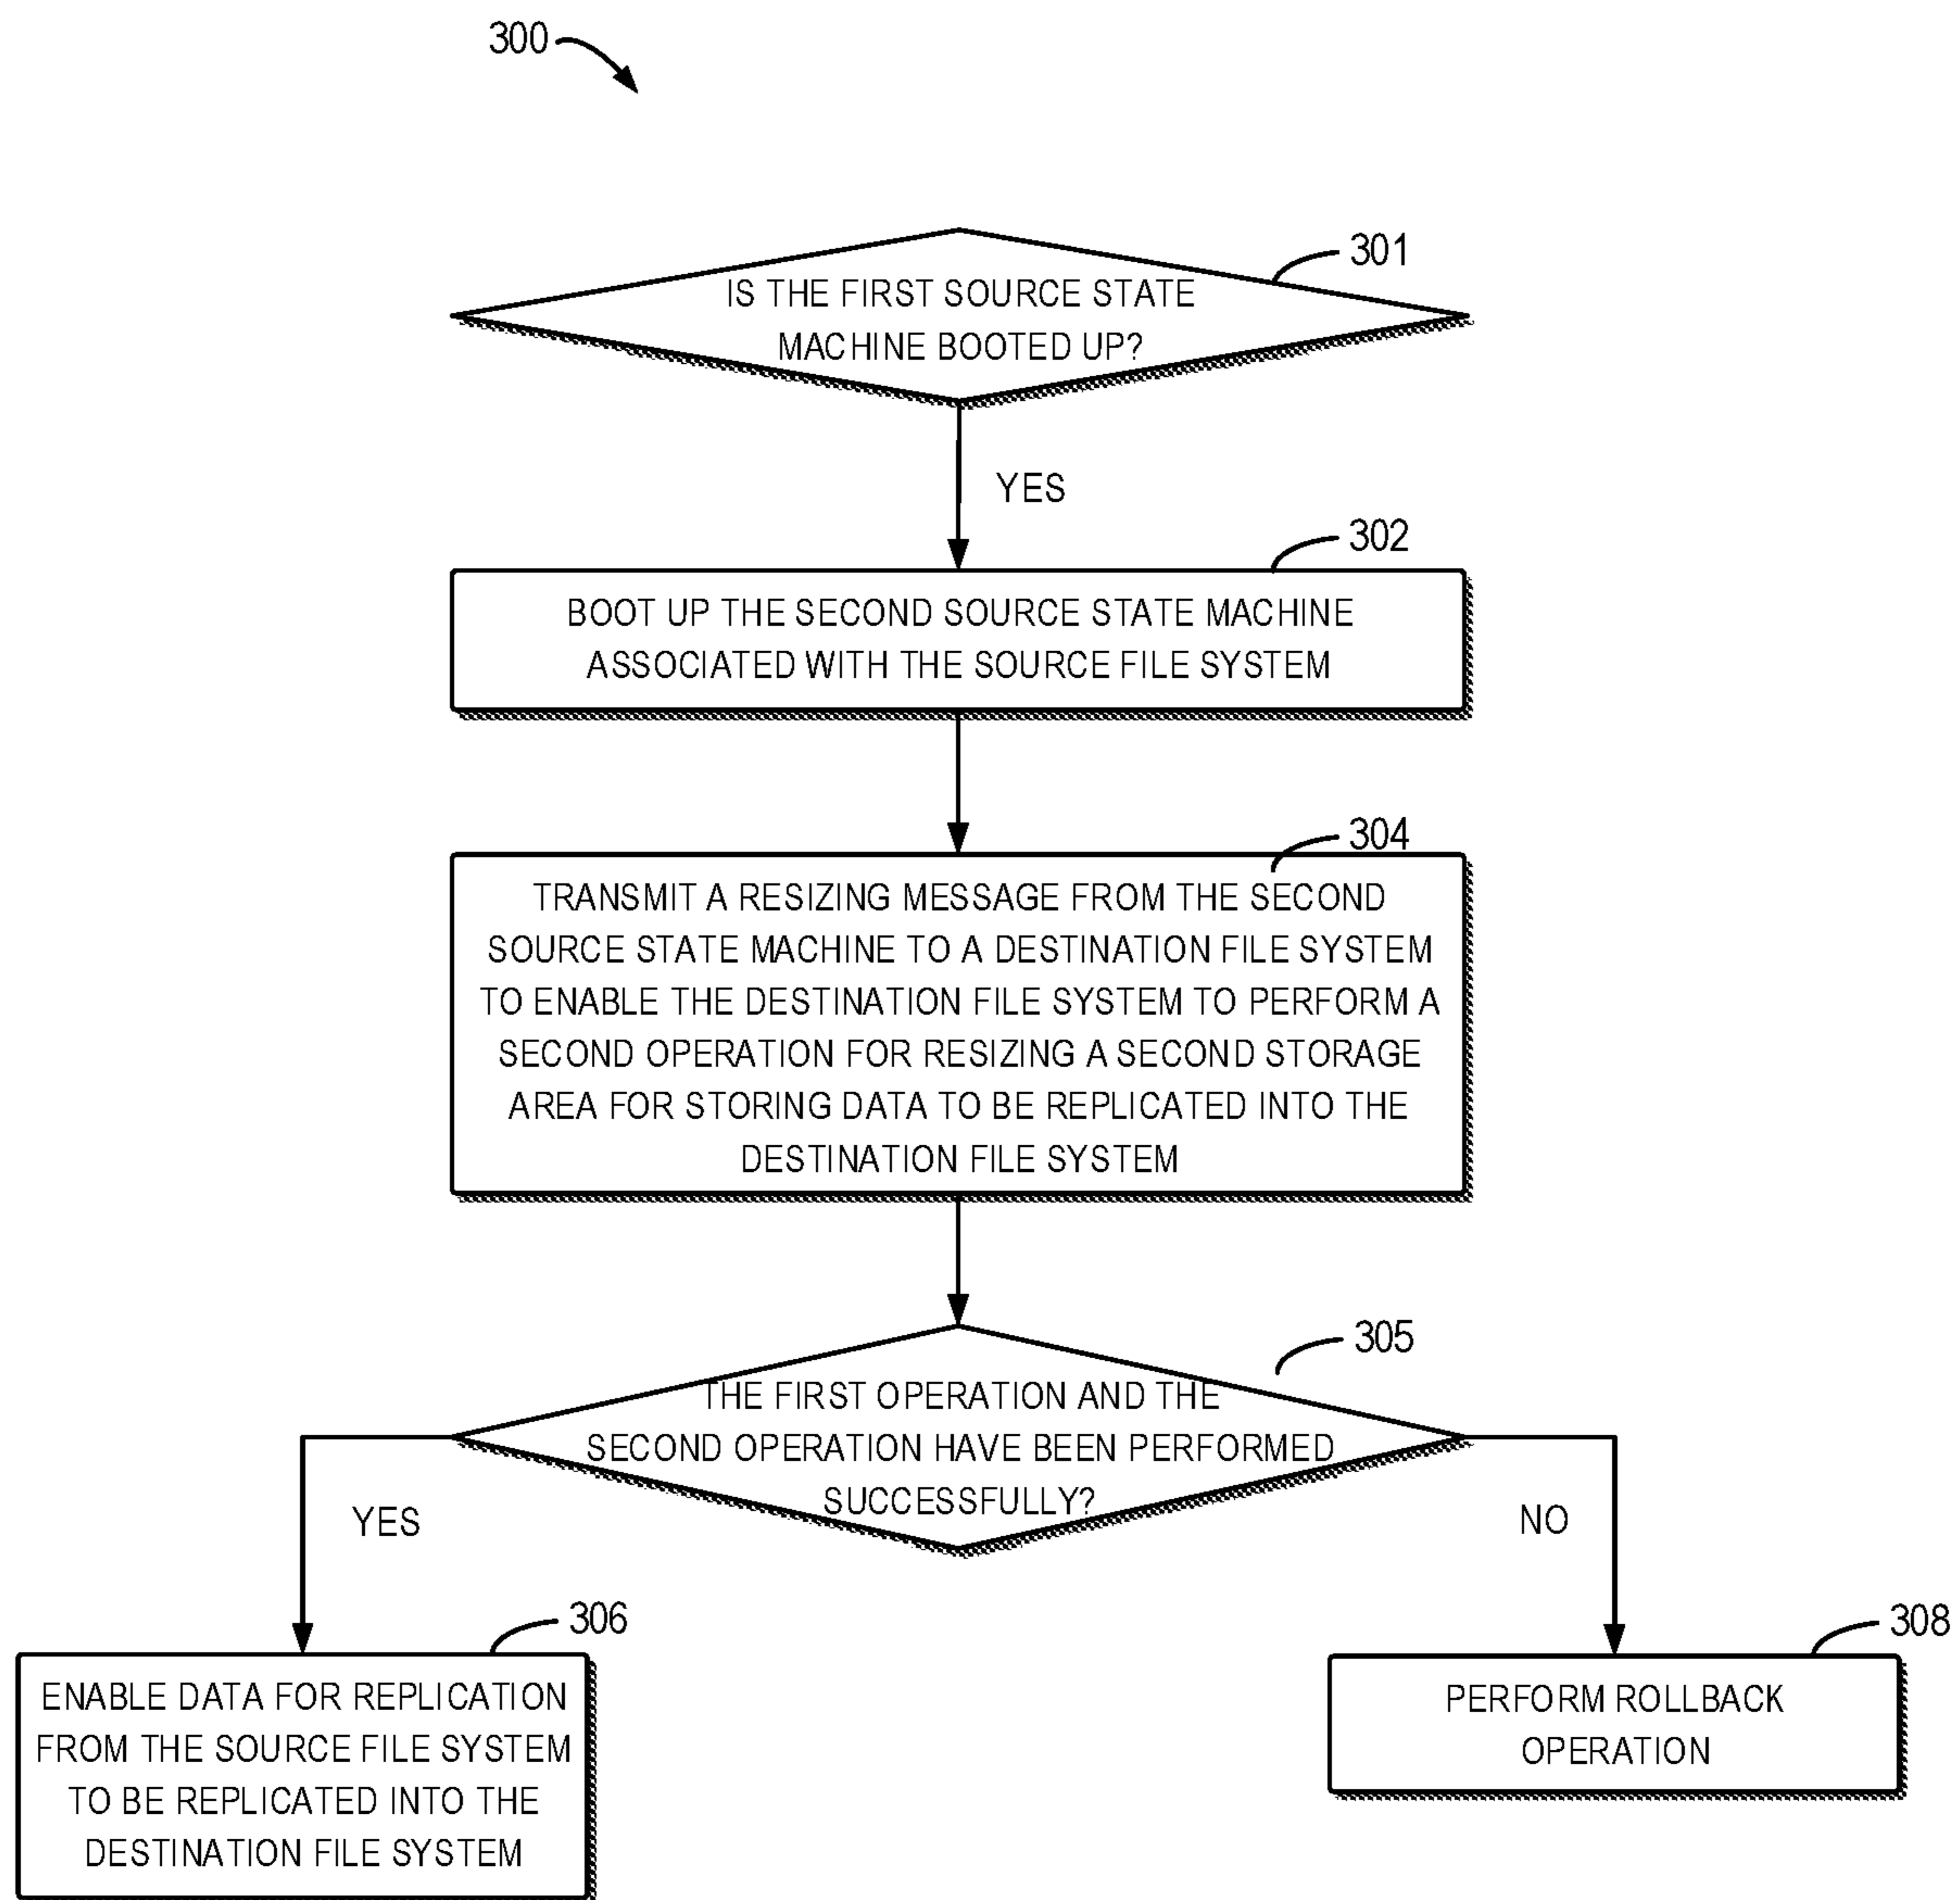 300
301
IS THE FIRST SOURCE STATE
MACHINE BOOTED UP?
YES
302
BOOT UP THE SECOND SOURCE STATE MACHINE
ASSOCIATED WITH THE SOURCE FILE SYSTEM
304
TRANSMIT A RESIZING MESSAGE FROM THE SECOND
SOURCE STATE MACHINE TO A DESTINATION FILE SYSTEM
TO ENABLE THE DESTINATION FILE SYSTEM TO PERFORM A
SECOND OPERATION FOR RESIZING A SECOND STORAGE
AREA FOR STORING DATA TO BE REPLICATED INTO THE
DESTINATION FILE SYSTEM
305
THE FIRST OPERATION AND THE
SECOND OPERATION HAVE BEEN PERFORMED
SUCCESSFULLY?
YES
NO
306
ENABLE DATA FOR REPLICATION
FROM THE SOURCE FILE SYSTEM
TO BE REPLICATED INTO THE
DESTINATION FILE SYSTEM
308
PERFORM ROLLBACK
OPERATION